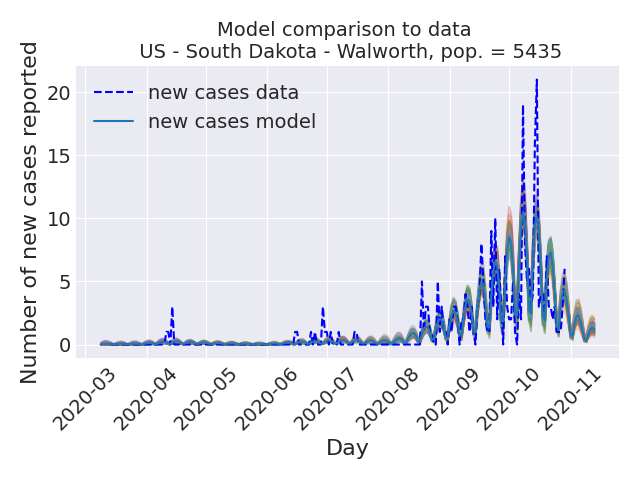 Model comparison to data
US - South Dakota - Walworth, pop. = 5435
Number of new cases reported
20
15
10
5
0
new cases data
new cases model
2020-03
2020-04
2020-05
2020-06
2020-07
2020-08
2020-09
2020-10
2020-11
Day